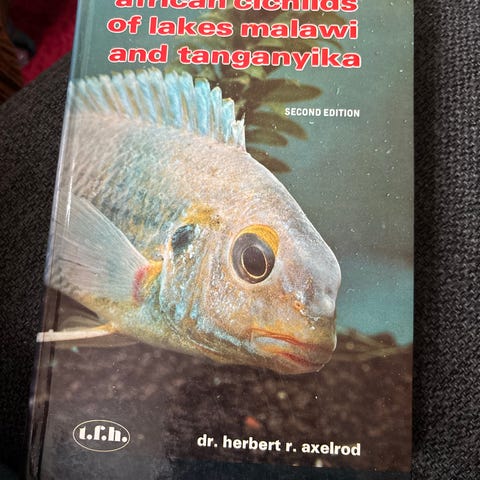 african cichlids
of lakes malawi
and tanganyika
SECOND EDITION
t.f.h.
dr. herbert r. axelrod